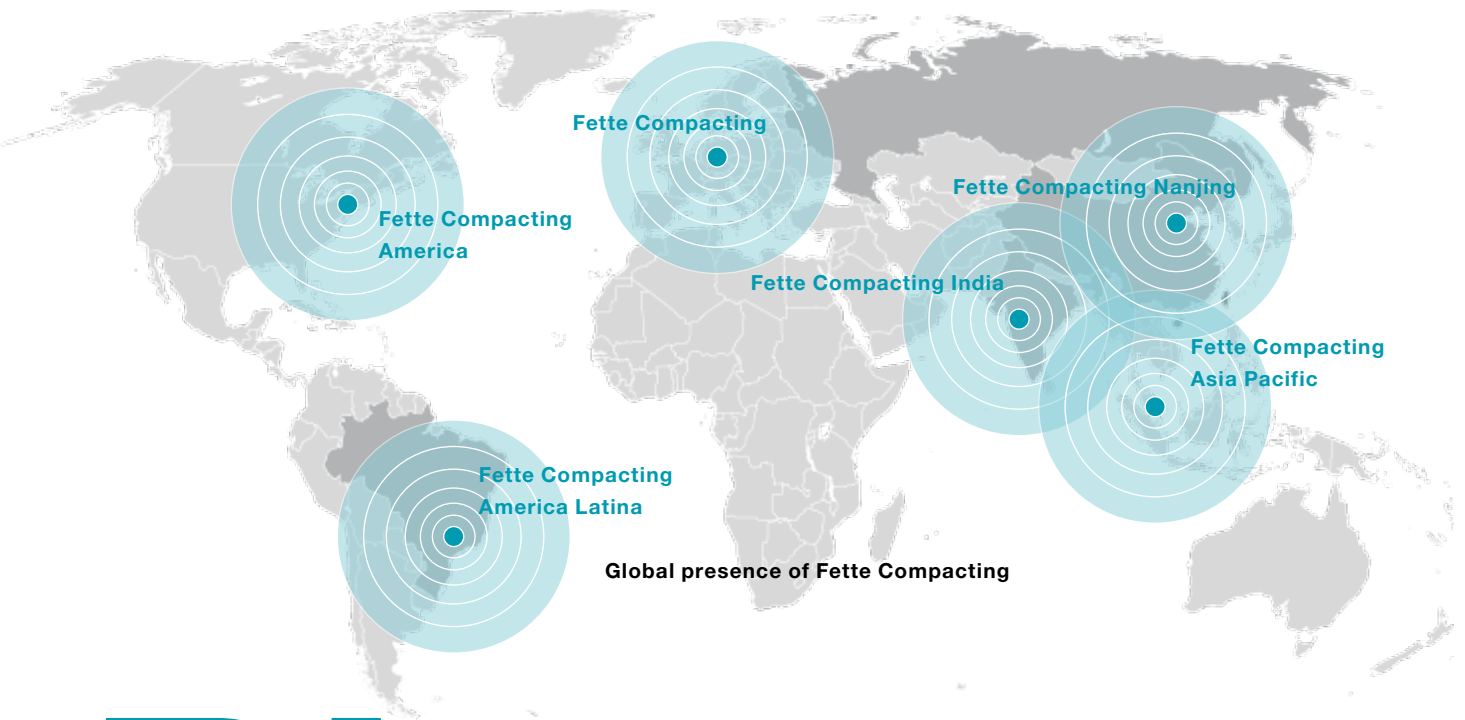 Fette Compacting
Fette Compacting Nanjing
Fette Compacting
America
Fette Compacting India
Fette Compacting
Asia Pacific
Fette Compacting
America Latina
Global presence of Fette Compacting